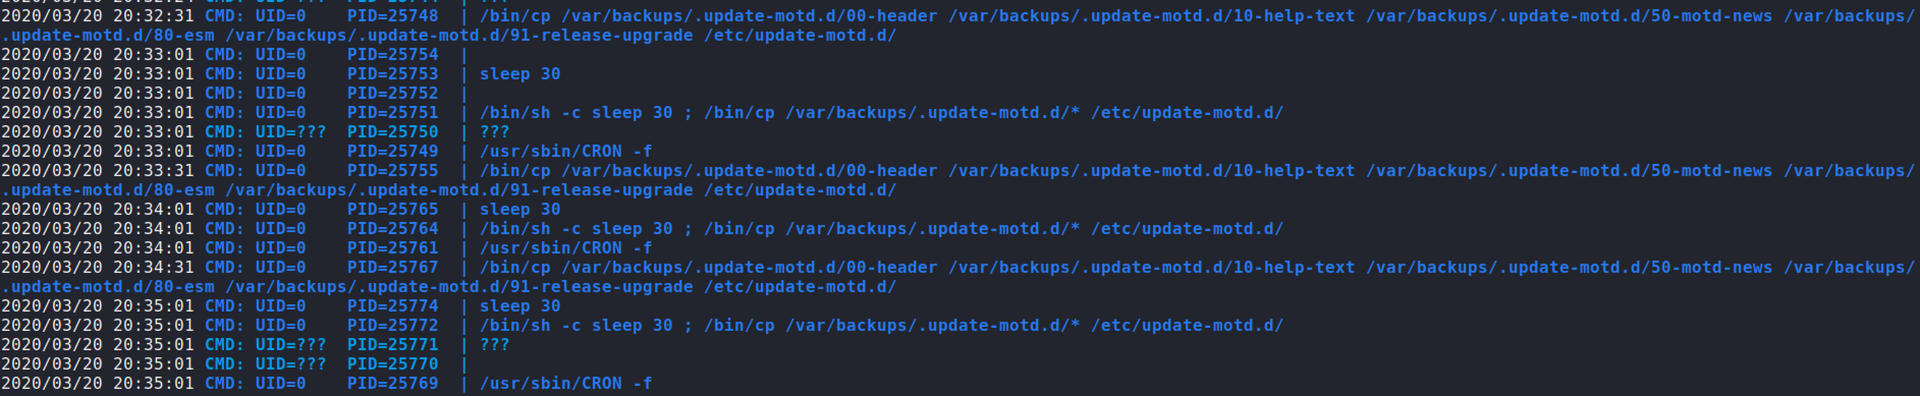 2020/03/20 20:32:31 CMD: UID=0    PID=25748  | /bin/cp /var/backups/.update-motd.d/00-header /var/backups/.update-motd.d/10-help-text /var/backups/.update-motd.d/50-motd-news /var/backups/
.update-motd.d/80-esm /var/backups/.update-motd.d/91-release-upgrade /etc/update-motd.d/
2020/03/20 20:33:01 CMD: UID=0    PID=25754  |
2020/03/20 20:33:01 CMD: UID=0    PID=25753  | sleep 30
2020/03/20 20:33:01 CMD: UID=0    PID=25752  |
2020/03/20 20:33:01 CMD: UID=0    PID=25751  | /bin/sh -c sleep 30 ; /bin/cp /var/backups/.update-motd.d/* /etc/update-motd.d/
2020/03/20 20:33:01 CMD: UID=???  PID=25750  | ???
2020/03/20 20:33:01 CMD: UID=0    PID=25749  | /usr/sbin/CRON -f
2020/03/20 20:33:31 CMD: UID=0    PID=25755  | /bin/cp /var/backups/.update-motd.d/00-header /var/backups/.update-motd.d/10-help-text /var/backups/.update-motd.d/50-motd-news /var/backups/
.update-motd.d/80-esm /var/backups/.update-motd.d/91-release-upgrade /etc/update-motd.d/
2020/03/20 20:34:01 CMD: UID=0    PID=25765  | sleep 30
2020/03/20 20:34:01 CMD: UID=0    PID=25764  | /bin/sh -c sleep 30 ; /bin/cp /var/backups/.update-motd.d/* /etc/update-motd.d/
2020/03/20 20:34:01 CMD: UID=0    PID=25761  | /usr/sbin/CRON -f
2020/03/20 20:34:31 CMD: UID=0    PID=25767  | /bin/cp /var/backups/.update-motd.d/00-header /var/backups/.update-motd.d/10-help-text /var/backups/.update-motd.d/50-motd-news /var/backups/
.update-motd.d/80-esm /var/backups/.update-motd.d/91-release-upgrade /etc/update-motd.d/
2020/03/20 20:35:01 CMD: UID=0    PID=25774  | sleep 30
2020/03/20 20:35:01 CMD: UID=0    PID=25772  | /bin/sh -c sleep 30 ; /bin/cp /var/backups/.update-motd.d/* /etc/update-motd.d/
2020/03/20 20:35:01 CMD: UID=???  PID=25771  | ???
2020/03/20 20:35:01 CMD: UID=???  PID=25770  |
2020/03/20 20:35:01 CMD: UID=0    PID=25769  | /usr/sbin/CRON -f